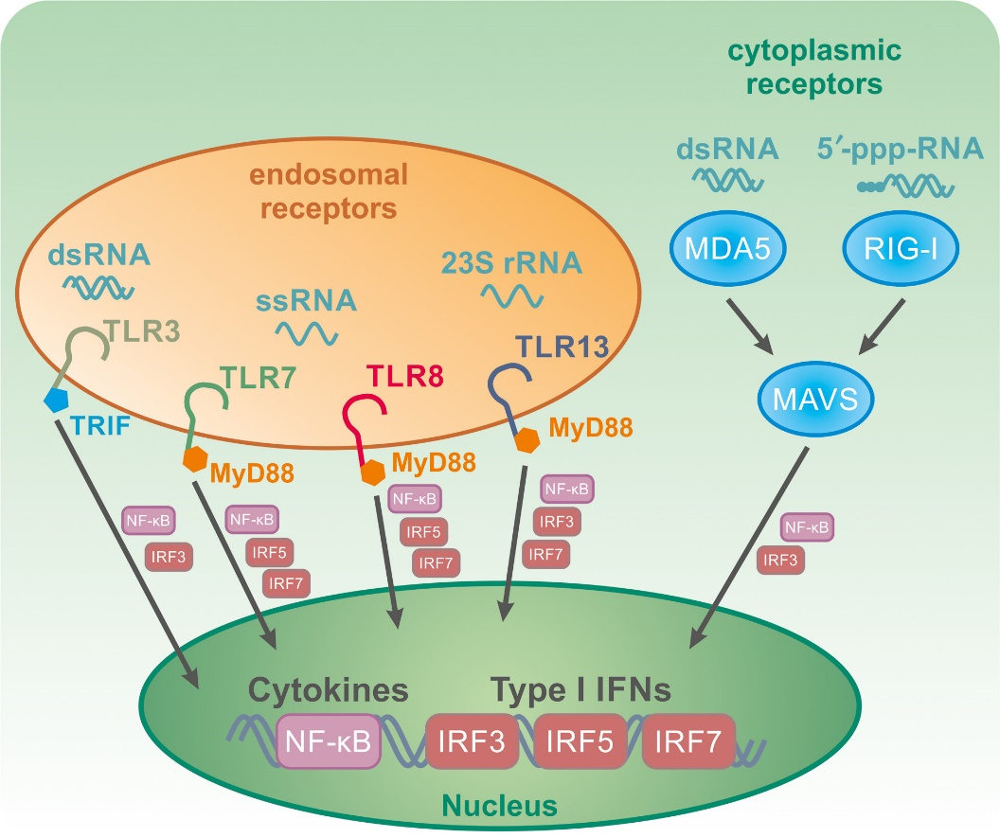 cytoplasmic
receptors
dsRNA
5′-ppp-RNA
MDA5
RIG-I
MAVS
NF-κB
IRF3
endosomal
receptors
dsRNA
TLR3
TRIF
NF-κB
IRF3
ssRNA
TLR7
MyD88
NF-κB
IRF5
IRF7
TLR8
MyD88
NF-κB
IRF5
IRF7
23S rRNA
TLR13
MyD88
NF-κB
IRF3
IRF7
Cytokines
Type I IFNs
NF-κB
IRF3
IRF5
IRF7
Nucleus